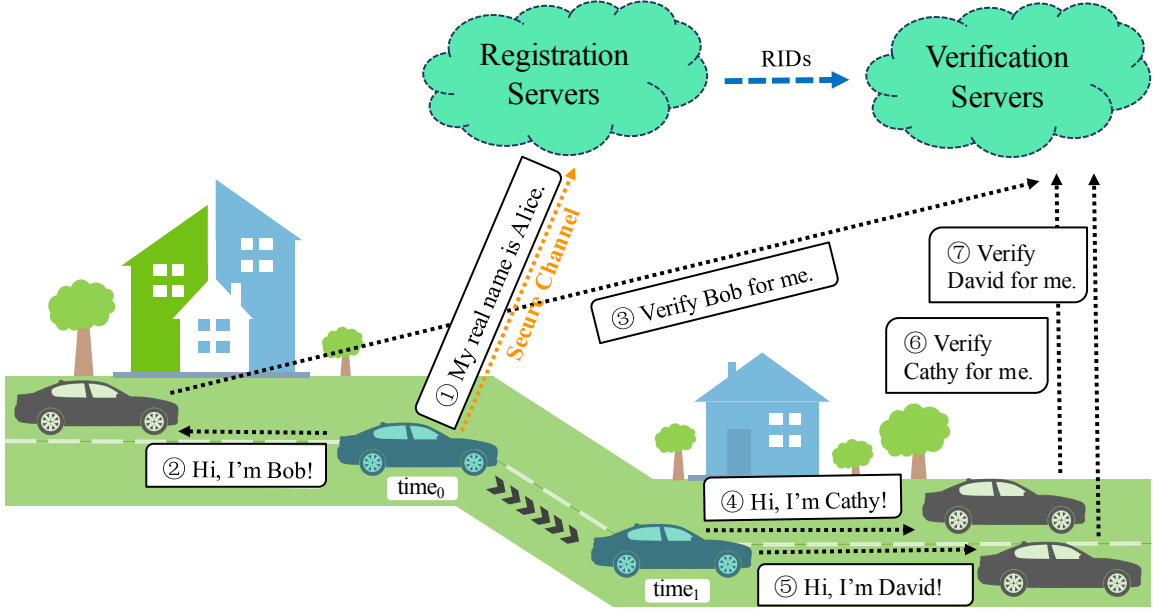 Registration
Servers
RIDs
Verification
Servers
① My real name is Alice.
Secure Channel
③ Verify Bob for me.
⑦ Verify
David for me.
⑥ Verify
Cathy for me.
② Hi, I'm Bob!
time₀
④ Hi, I'm Cathy!
time₁
⑤ Hi, I'm David!